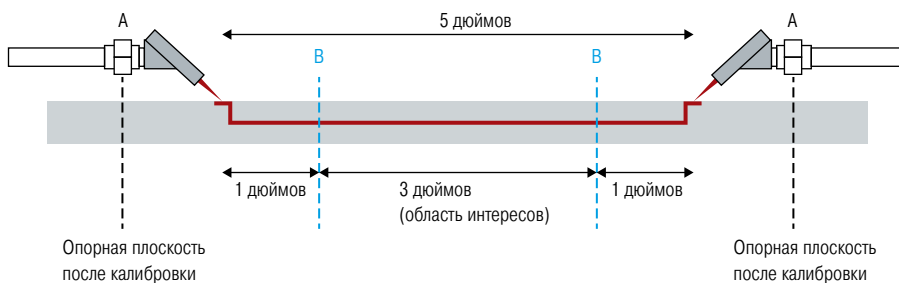 A
5 дюймов
A
B
B
1 дюймов
3 дюймов
(область интересов)
1 дюймов
Опорная плоскость
после калибровки
Опорная плоскость
после калибровки